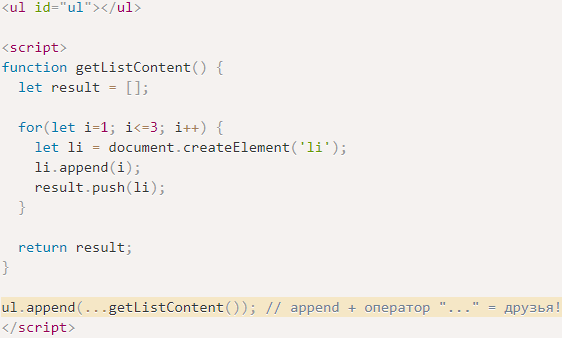 <ul id="ul"></ul>
<script>
function getListContent() {
  let result = [];
  for(let i=1; i<=3; i++) {
    let li = document.createElement('li');
    li.append(i);
    result.push(li);
  }
  return result;
}
ul.append(...getListContent()); // append + оператор "..." = друзья!
</script>